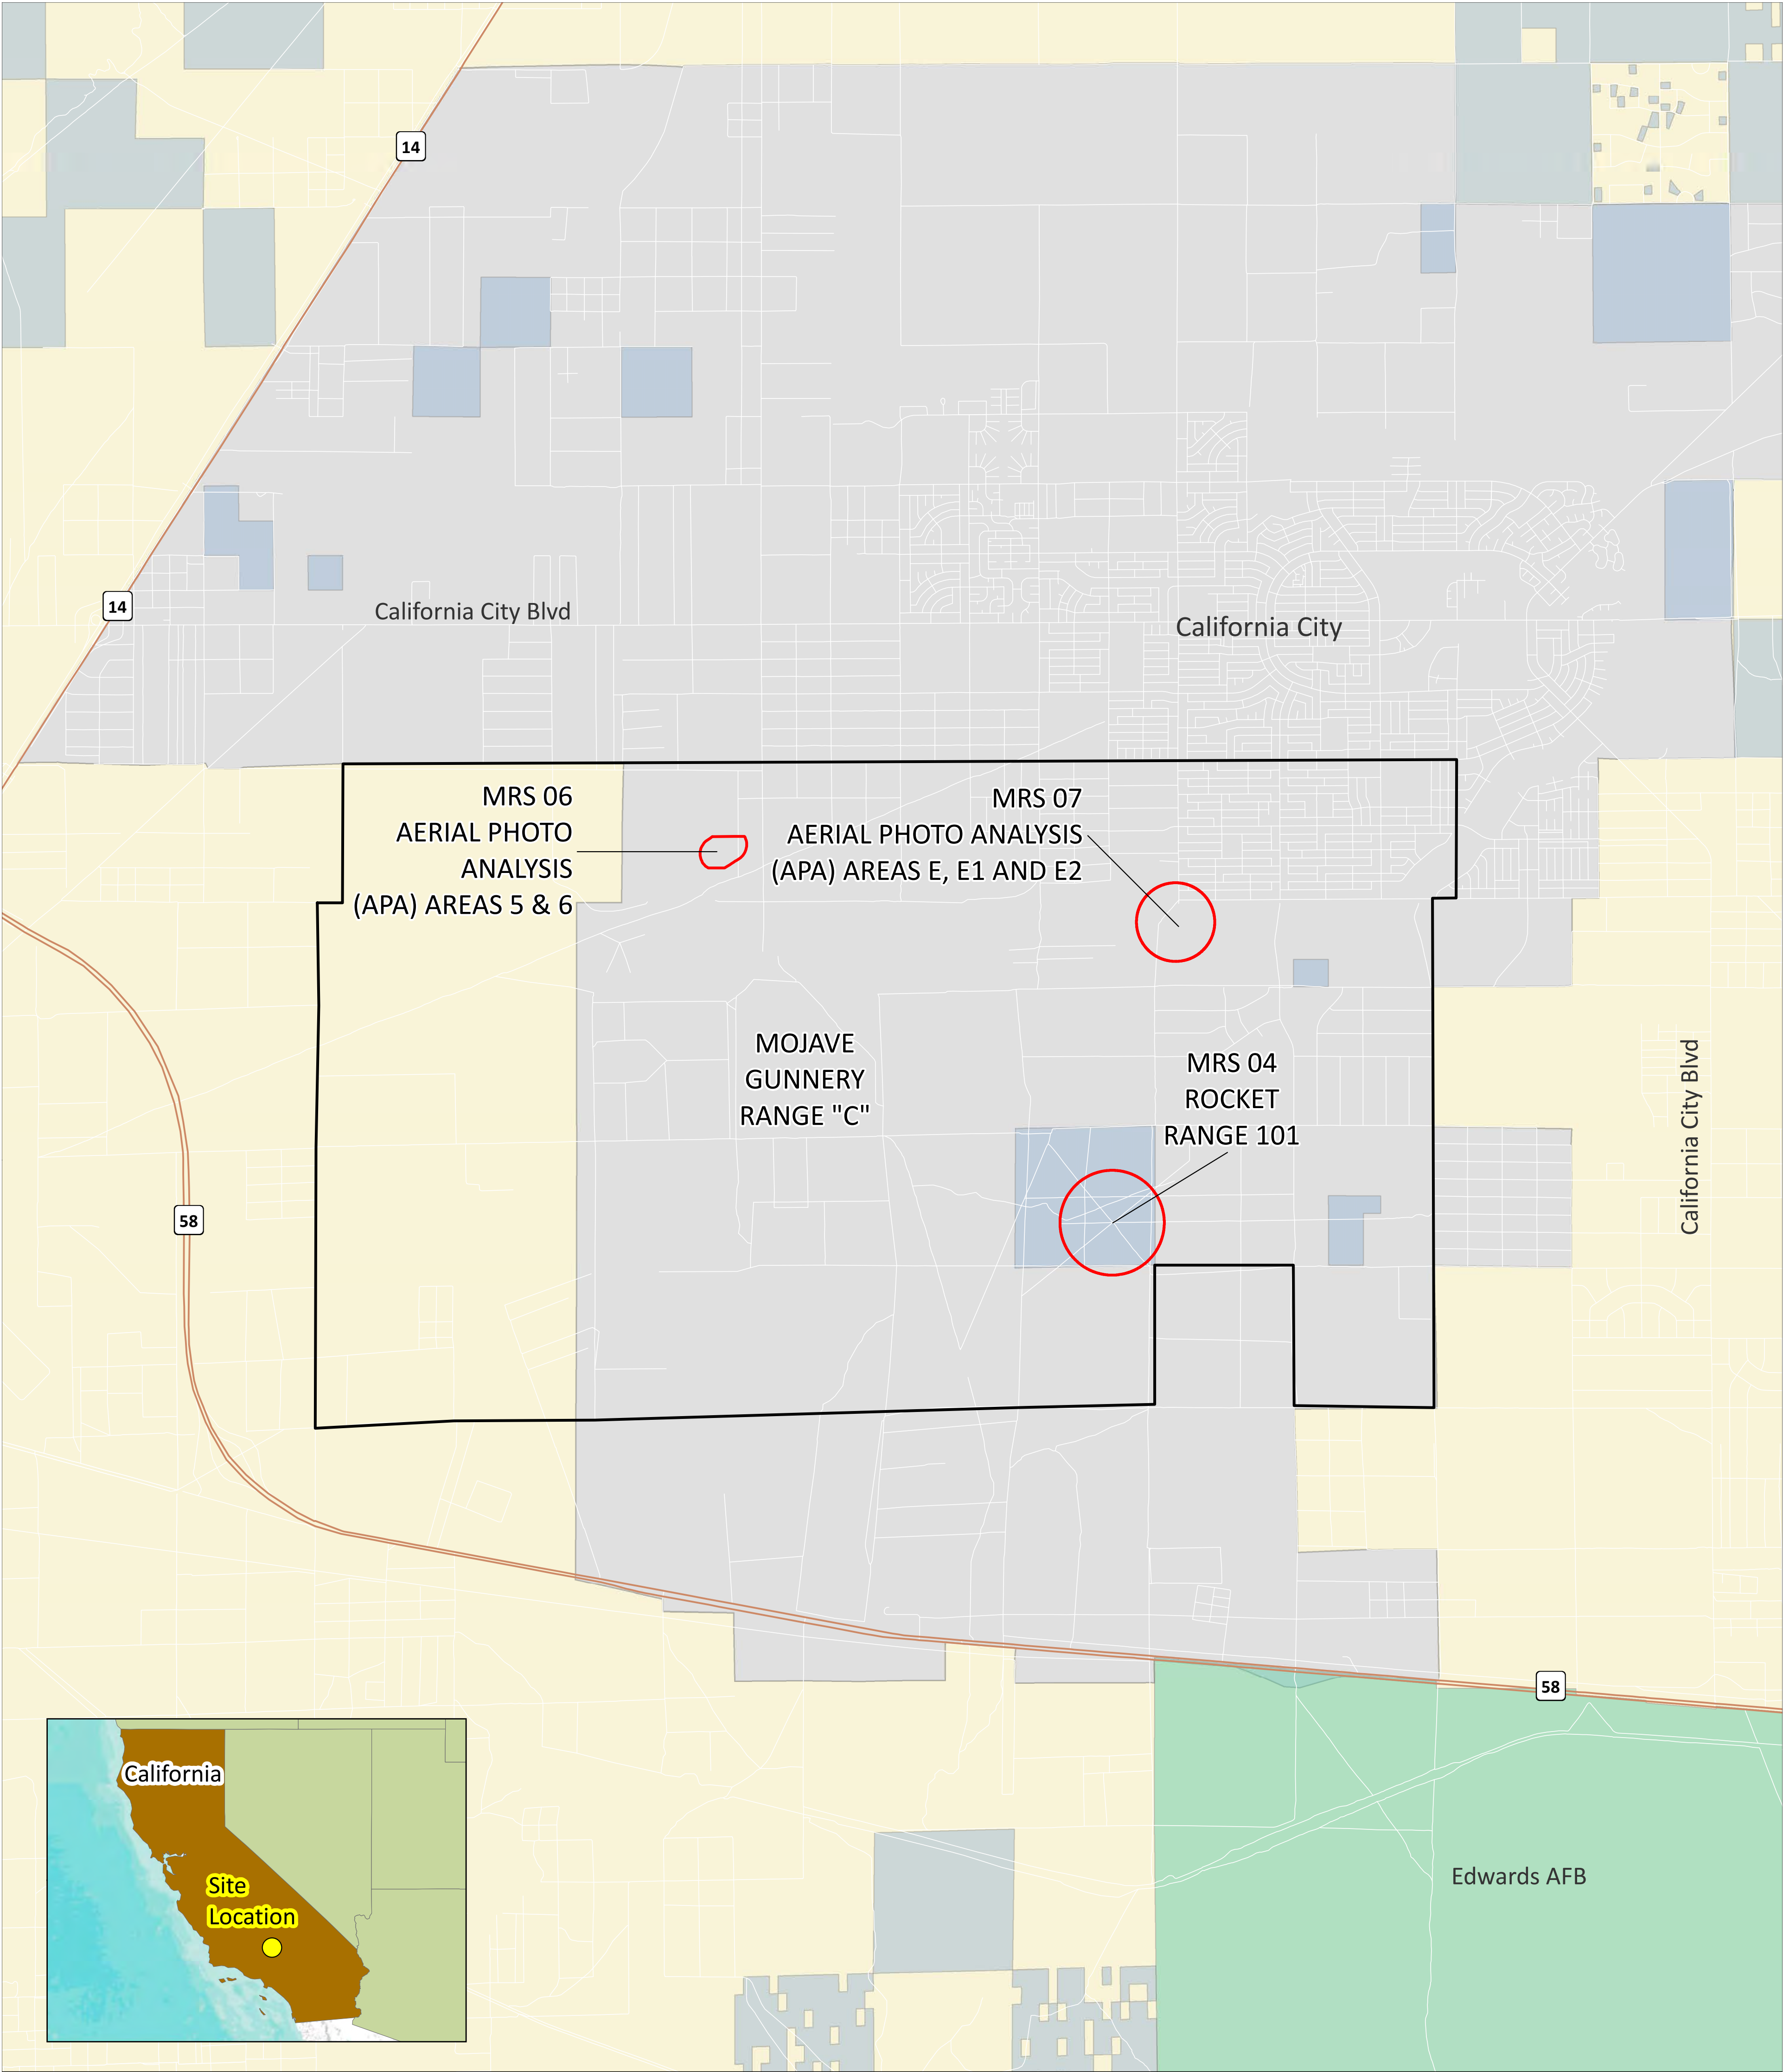 14
14
California City Blvd
California City
MRS 06
AERIAL PHOTO
ANALYSIS
(APA) AREAS 5 & 6
MRS 07
AERIAL PHOTO ANALYSIS
(APA) AREAS E, E1 AND E2
MOJAVE
GUNNERY
RANGE "C"
MRS 04
ROCKET
RANGE 101
California City Blvd
58
58
California
Site
Location
Edwards AFB